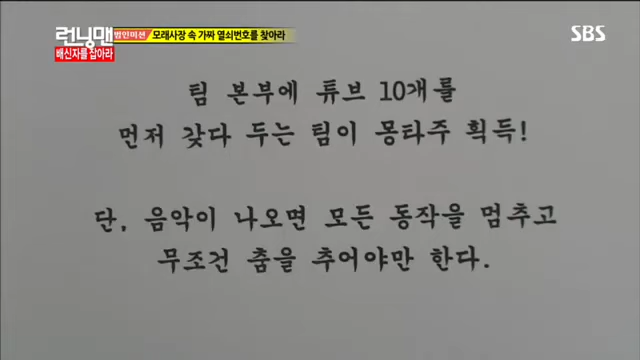 런닝맨 범인미션 모래사장 속 가짜 열쇠번호를 찾아라
배신자를 잡아라
SBS
팀 본부에 튜브 10개를
먼저 갖다 두는 팀이 몽타주 획득!
단, 음악이 나오면 모든 동작을 멈추고
무조건 춤을 추어야만 한다.